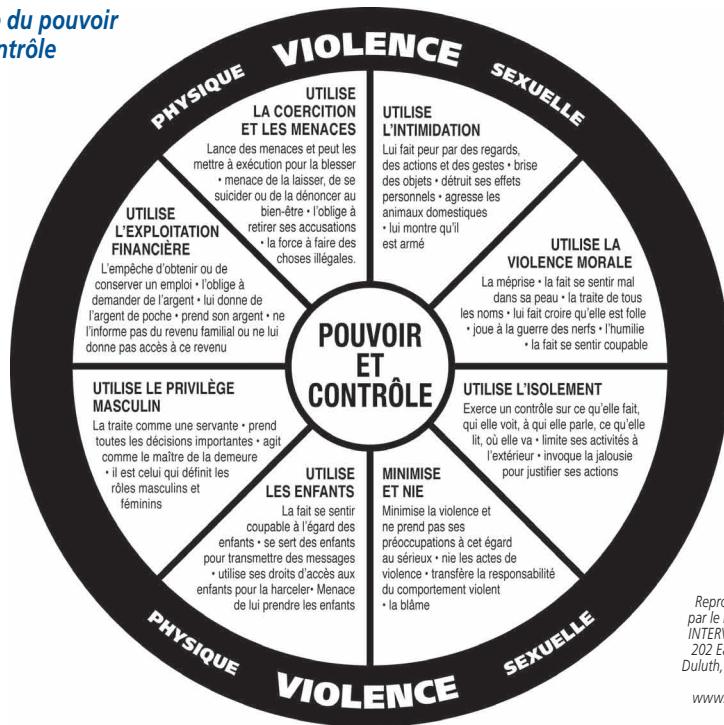 du pouvoir
PHYSIQUE VIOLENCE SEXUELLE
UTILISE
LA COERCITION
ET LES MENACES
Lance des menaces et peut les
mettre à exécution pour la blesser
• menace de la laisser, de se
suicider ou de la dénoncer au
bien-être • l'oblige à
retirer ses accusations
• la force à faire des
choses illégales.
UTILISE
L'INTIMIDATION
Lui fait peur par des regards,
des actions et des gestes • brise
des objets • détruit ses effets
personnels • agresse les
animaux domestiques
• lui montre qu'il
est armé
UTILISE
L'EXPLOITATION
FINANCIÈRE
L'empêche d'obtenir ou de
conserver un emploi • l'oblige à
demander de l'argent • lui donne de
l'argent de poche • prend son argent • ne
l'informe pas du revenu familial ou ne lui
donne pas accès à ce revenu
UTILISE LA
VIOLENCE MORALE
La méprise • la fait se sentir mal
dans sa peau • la traite de tous
les noms • lui fait croire qu'elle est folle
• joue à la guerre des nerfs • l'humilie
• la fait se sentir coupable
POUVOIR
ET
CONTRÔLE
UTILISE LE PRIVILÈGE
MASCULIN
La traite comme une servante • prend
toutes les décisions importantes • agit
comme le maître de la demeure
• il est celui qui définit les
rôles masculins et
féminins
UTILISE L'ISOLEMENT
Exerce un contrôle sur ce qu'elle fait,
qui elle voit, à qui elle parle, ce qu'elle
lit, où elle va • limite ses activités à
l'extérieur • invoque la jalousie
pour justifier ses actions
UTILISE
LES ENFANTS
La fait se sentir
coupable à l'égard des
enfants • se sert des enfants
pour transmettre des messages
• utilise ses droits d'accès aux
enfants pour la harceler• Menace
de lui prendre les enfants
MINIMISE
ET NIE
Minimise la violence et
ne prend pas ses
préoccupations à cet égard
au sérieux • nie les actes de
violence • transfère la responsabilité
du comportement violent
• la blâme
PHYSIQUE VIOLENCE SEXUELLE
par le
202
Duluth,
www.